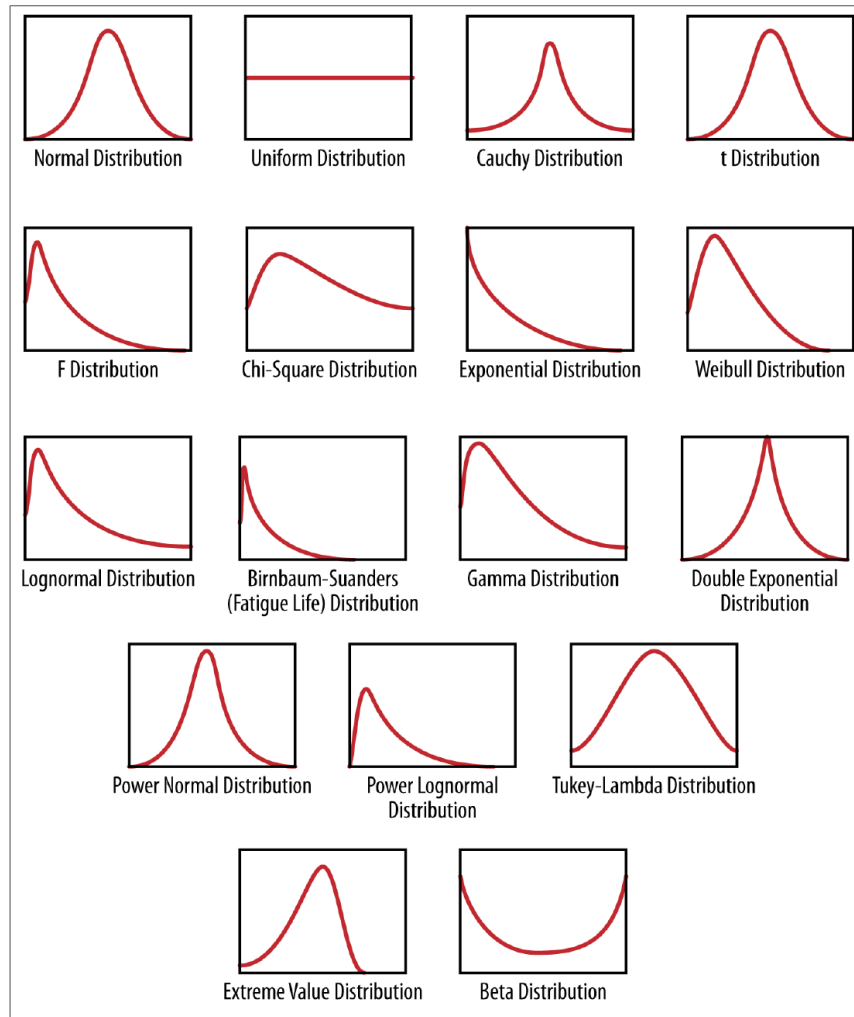 Normal Distribution
Uniform Distribution
Cauchy Distribution
t Distribution
F Distribution
Chi-Square Distribution
Exponential Distribution
Weibull Distribution
Lognormal Distribution
Birnbaum-Suanders
(Fatigue Life) Distribution
Gamma Distribution
Double Exponential
Distribution
Power Normal Distribution
Power Lognormal
Distribution
Tukey-Lambda Distribution
Extreme Value Distribution
Beta Distribution